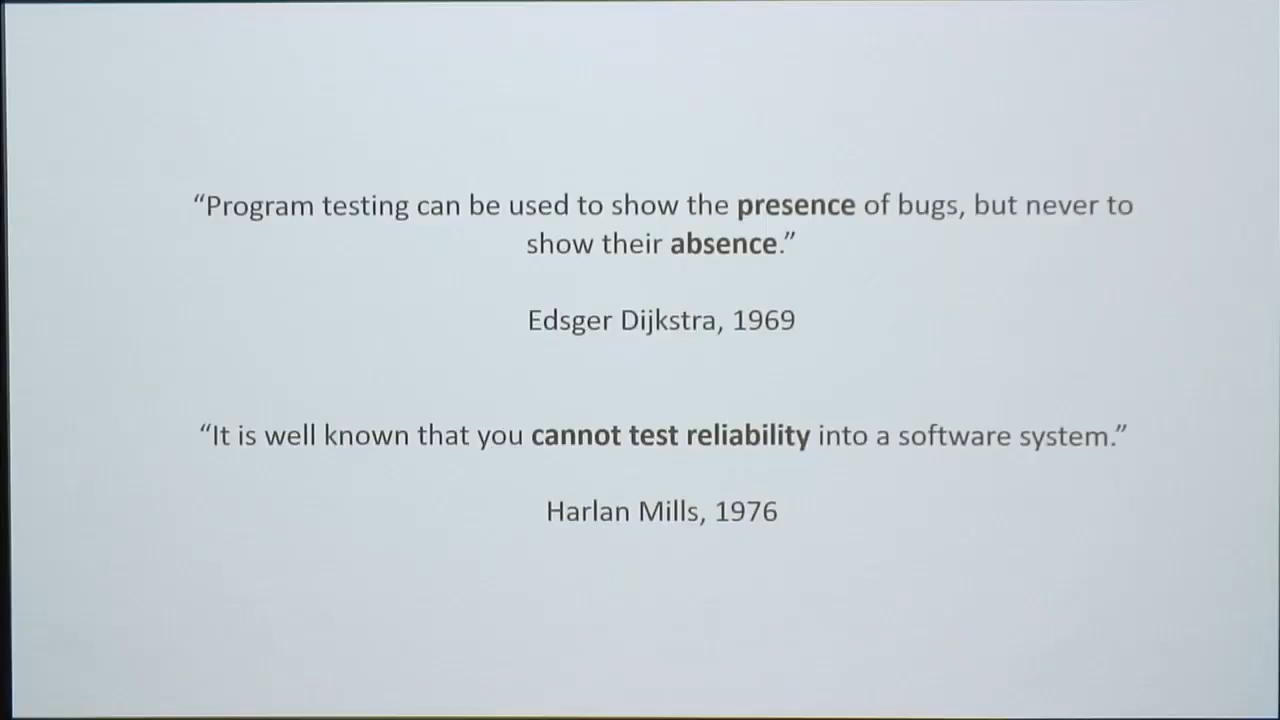 “Program testing can be used to show the presence of bugs, but never to
show their absence.”
Edsger Dijkstra, 1969
“It is well known that you cannot test reliability into a software system.”
Harlan Mills, 1976